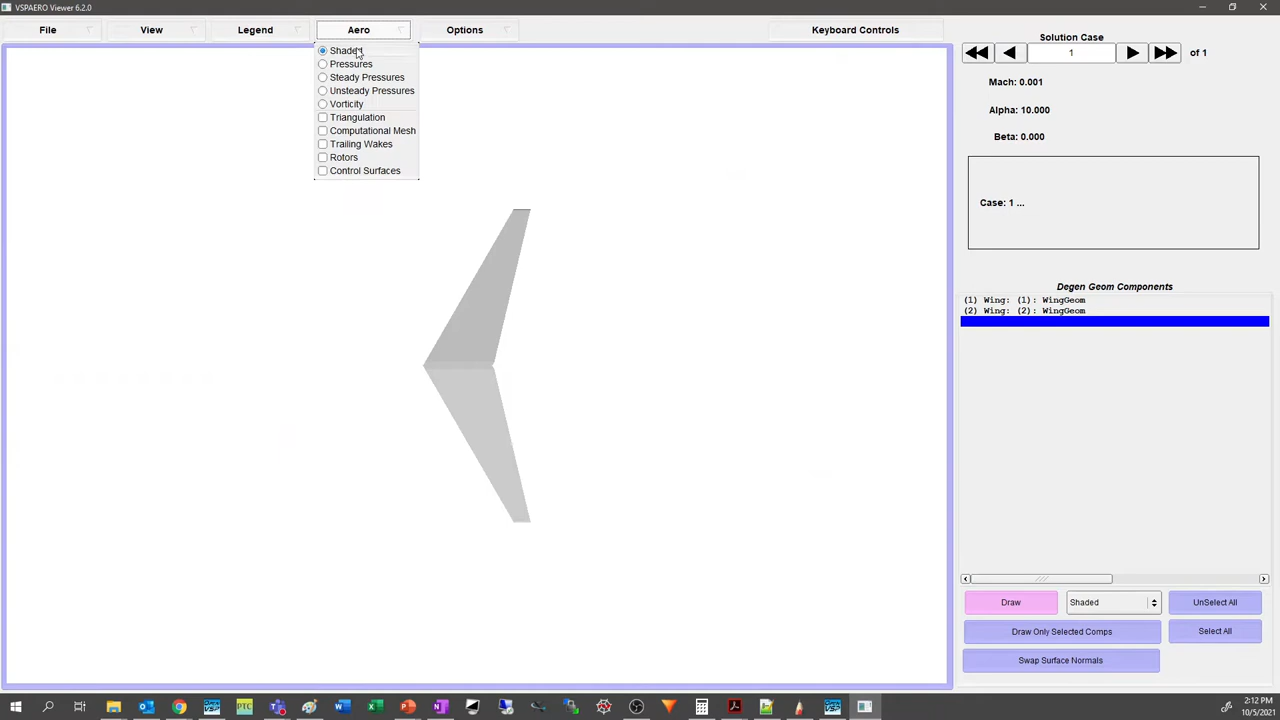 VSPAERO Viewer 6.2.0
File
View
Legend
Aero
Options
Keyboard Controls
Shaded
Pressures
Steady Pressures
Unsteady Pressures
Vorticity
Triangulation
Computational Mesh
Trailing Wakes
Rotors
Control Surfaces
Solution Case
1
of 1
Mach: 0.001
Alpha: 10.000
Beta: 0.000
Case: 1 ...
Degen Geom Components
(1) Wing: (1): WingGeom
(2) Wing: (2): WingGeom
Draw
Shaded
UnSelect All
Draw Only Selected Comps
Select All
Swap Surface Normals
2:12 PM
10/5/2021